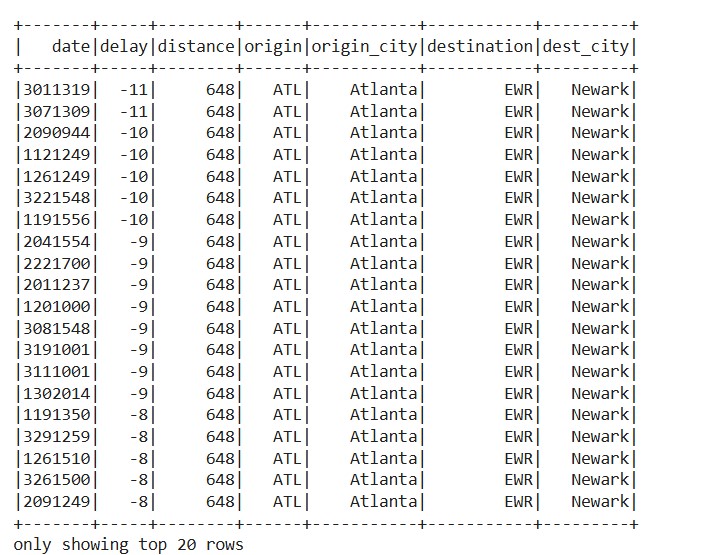 +-------+-----+--------+------+-----------+-----------+---------+
|   date|delay|distance|origin|origin_city|destination|dest_city|
+-------+-----+--------+------+-----------+-----------+---------+
|3011319|  -11|     648|   ATL|    Atlanta|        EWR|   Newark|
|3071309|  -11|     648|   ATL|    Atlanta|        EWR|   Newark|
|2090944|  -10|     648|   ATL|    Atlanta|        EWR|   Newark|
|1121249|  -10|     648|   ATL|    Atlanta|        EWR|   Newark|
|1261249|  -10|     648|   ATL|    Atlanta|        EWR|   Newark|
|3221548|  -10|     648|   ATL|    Atlanta|        EWR|   Newark|
|1191556|  -10|     648|   ATL|    Atlanta|        EWR|   Newark|
|2041554|   -9|     648|   ATL|    Atlanta|        EWR|   Newark|
|2221700|   -9|     648|   ATL|    Atlanta|        EWR|   Newark|
|2011237|   -9|     648|   ATL|    Atlanta|        EWR|   Newark|
|1201000|   -9|     648|   ATL|    Atlanta|        EWR|   Newark|
|3081548|   -9|     648|   ATL|    Atlanta|        EWR|   Newark|
|3191001|   -9|     648|   ATL|    Atlanta|        EWR|   Newark|
|3111001|   -9|     648|   ATL|    Atlanta|        EWR|   Newark|
|1302014|   -9|     648|   ATL|    Atlanta|        EWR|   Newark|
|1191350|   -8|     648|   ATL|    Atlanta|        EWR|   Newark|
|3291259|   -8|     648|   ATL|    Atlanta|        EWR|   Newark|
|1261510|   -8|     648|   ATL|    Atlanta|        EWR|   Newark|
|3261500|   -8|     648|   ATL|    Atlanta|        EWR|   Newark|
|2091249|   -8|     648|   ATL|    Atlanta|        EWR|   Newark|
+-------+-----+--------+------+-----------+-----------+---------+
only showing top 20 rows